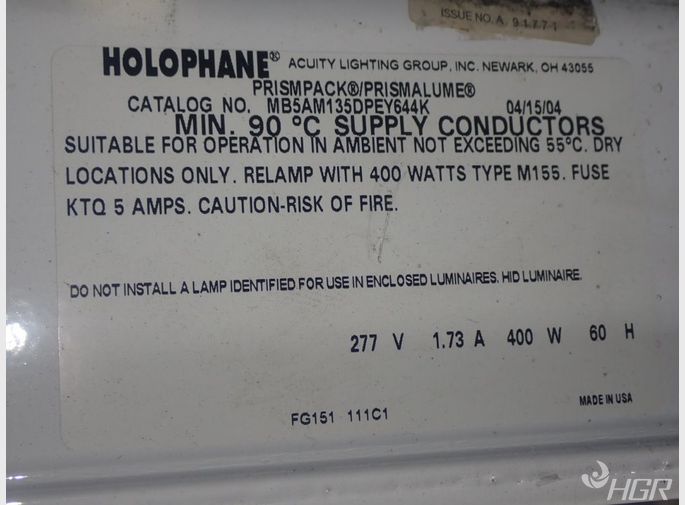 ISSUE NO. A 91771
HOLOPHANE® ACUITY LIGHTING GROUP, INC. NEWARK, OH 43055
PRISMPACK®/PRISMALUME®
CATALOG NO. MB5AM135DPEY644K 04/15/04
MIN. 90 °C SUPPLY CONDUCTORS
SUITABLE FOR OPERATION IN AMBIENT NOT EXCEEDING 55°C. DRY
LOCATIONS ONLY. RELAMP WITH 400 WATTS TYPE M155. FUSE
KTQ 5 AMPS. CAUTION-RISK OF FIRE.
DO NOT INSTALL A LAMP IDENTIFIED FOR USE IN ENCLOSED LUMINAIRES. HID LUMINAIRE.
277 V 1.73 A 400 W 60 H
FG151 111C1 MADE IN USA
HGR